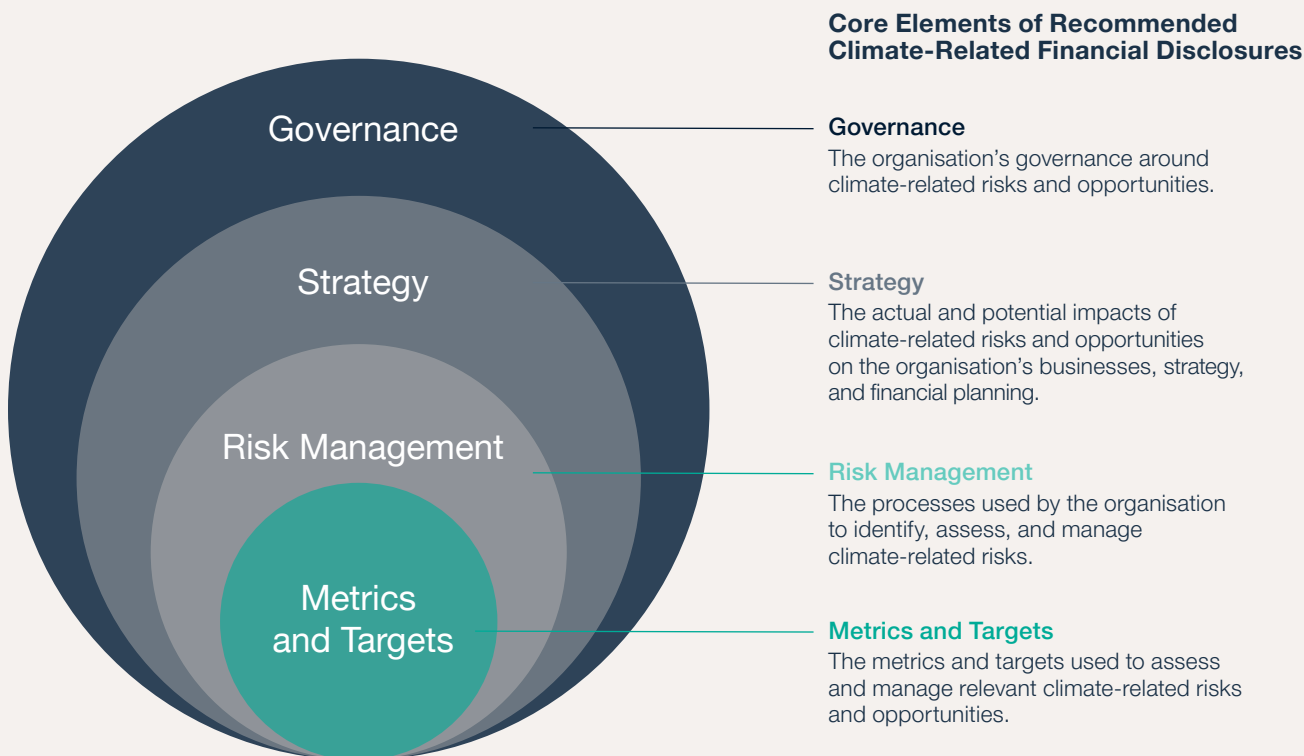 Core Elements of Recommended
Climate-Related Financial Disclosures
Governance
Strategy
Risk Management
Metrics
and Targets
Governance
The organisation’s governance around
climate-related risks and opportunities.
Strategy
The actual and potential impacts of
climate-related risks and opportunities
on the organisation’s businesses, strategy,
and financial planning.
Risk Management
The processes used by the organisation
to identify, assess, and manage
climate-related risks.
Metrics and Targets
The metrics and targets used to assess
and manage relevant climate-related risks
and opportunities.